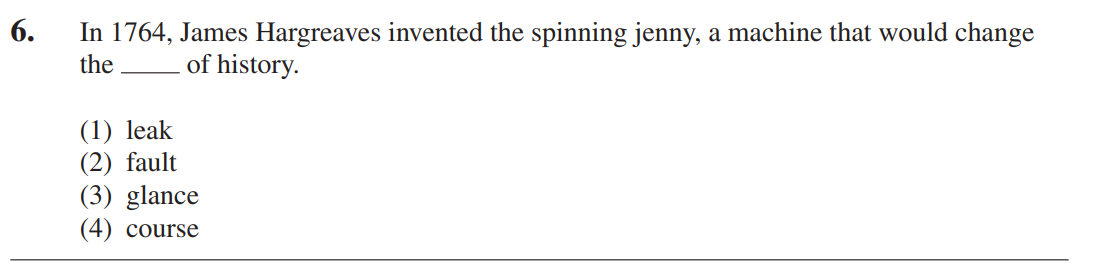 6. In 1764, James Hargreaves invented the spinning jenny, a machine that would change
the _____ of history.
(1) leak
(2) fault
(3) glance
(4) course